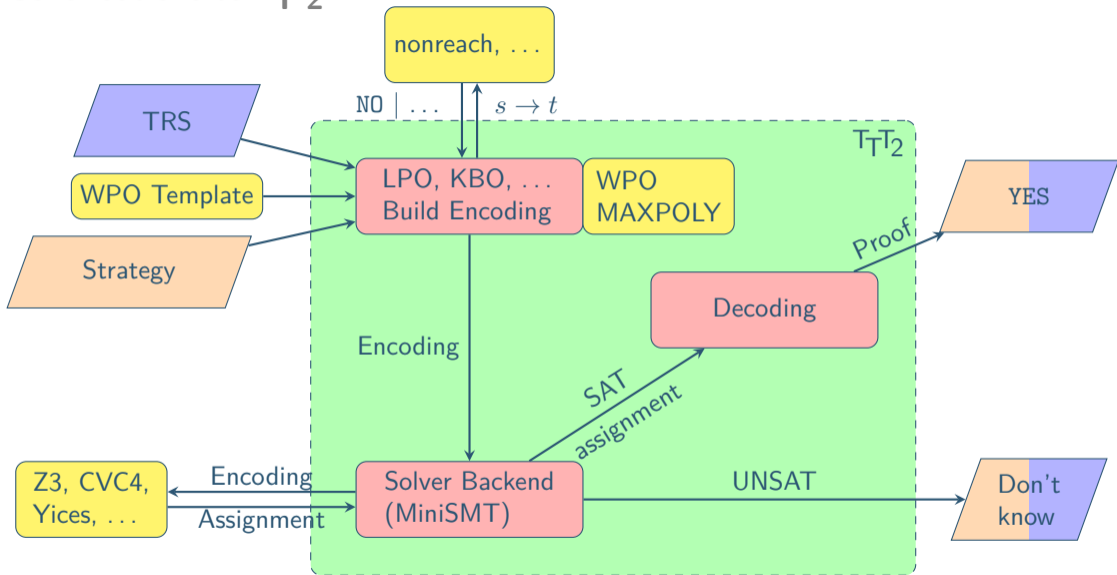 nonreach, ...
NO | ...
s → t
TRS
TTT2
WPO Template
LPO, KBO, ...
Build Encoding
WPO
MAXPOLY
YES
Strategy
Proof
Decoding
Encoding
SAT
assignment
Z3, CVC4,
Yices, ...
Encoding
Assignment
Solver Backend
(MiniSMT)
UNSAT
Don't
know